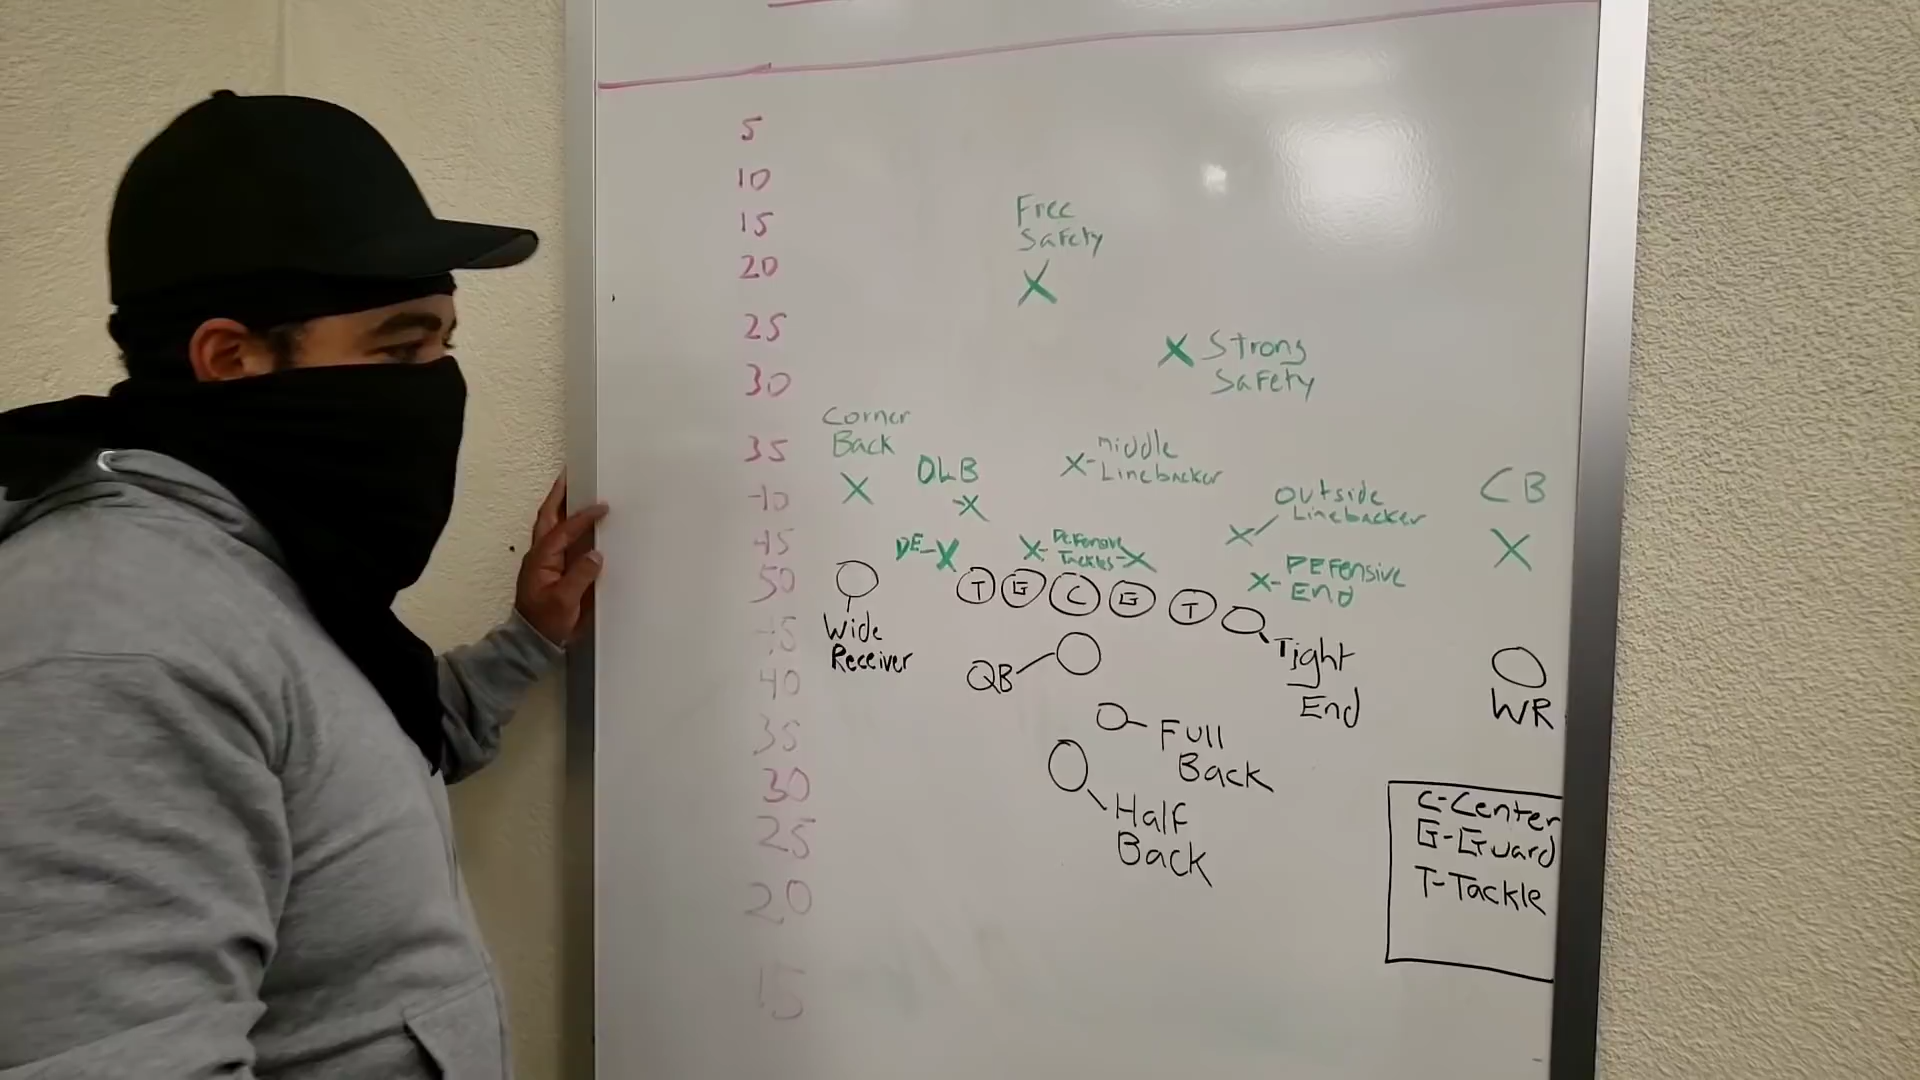 5
10
15
20
25
30
35
40
45
50
45
40
35
30
25
20
15
Free
Safety
X
X Strong
Safety
Corner
Back
X
OLB
-X
X-middle
Linebacker
Outside
Linebacker
X
CB
X
DE-X
X-Defensive
Tackles-X
X-DEFensive
End
T G C G T
Wide
Receiver
QB
Tight
End
WR
Full
Back
Half
Back
C-Center
G-Guard
T-Tackle